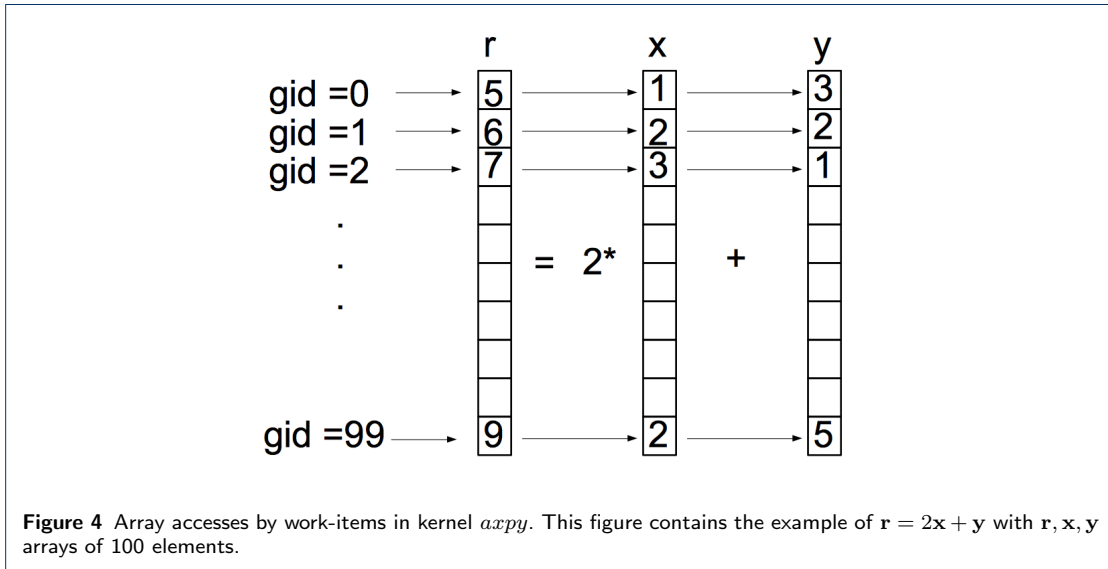 r x y
gid =0 5 1 3
gid =1 6 2 2
gid =2 7 3 1
.
. = 2* +
.
gid =99 9 2 5
Figure 4 Array accesses by work-items in kernel axpy. This figure contains the example of r = 2x + y with r, x, y
arrays of 100 elements.